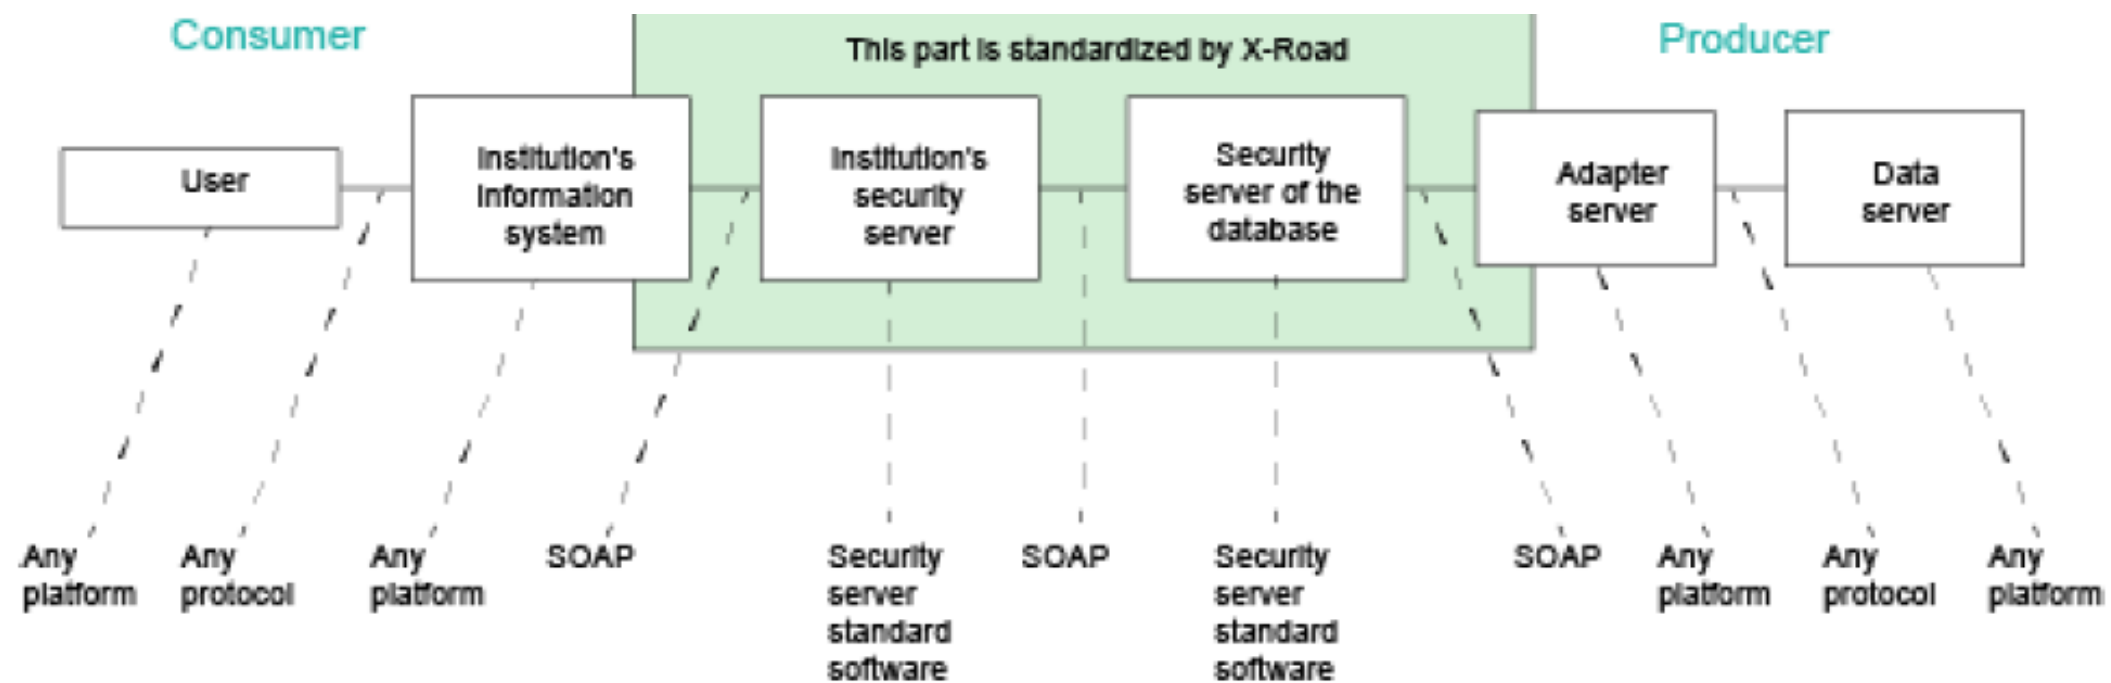 Consumer
This part is standardized by X-Road
Producer
User
Institution's
information
system
Institution's
security
server
Security
server of the
database
Adapter
server
Data
server
Any
platform
Any
protocol
Any
platform
SOAP
Security
server
standard
software
SOAP
Security
server
standard
software
SOAP
Any
platform
Any
protocol
Any
platform